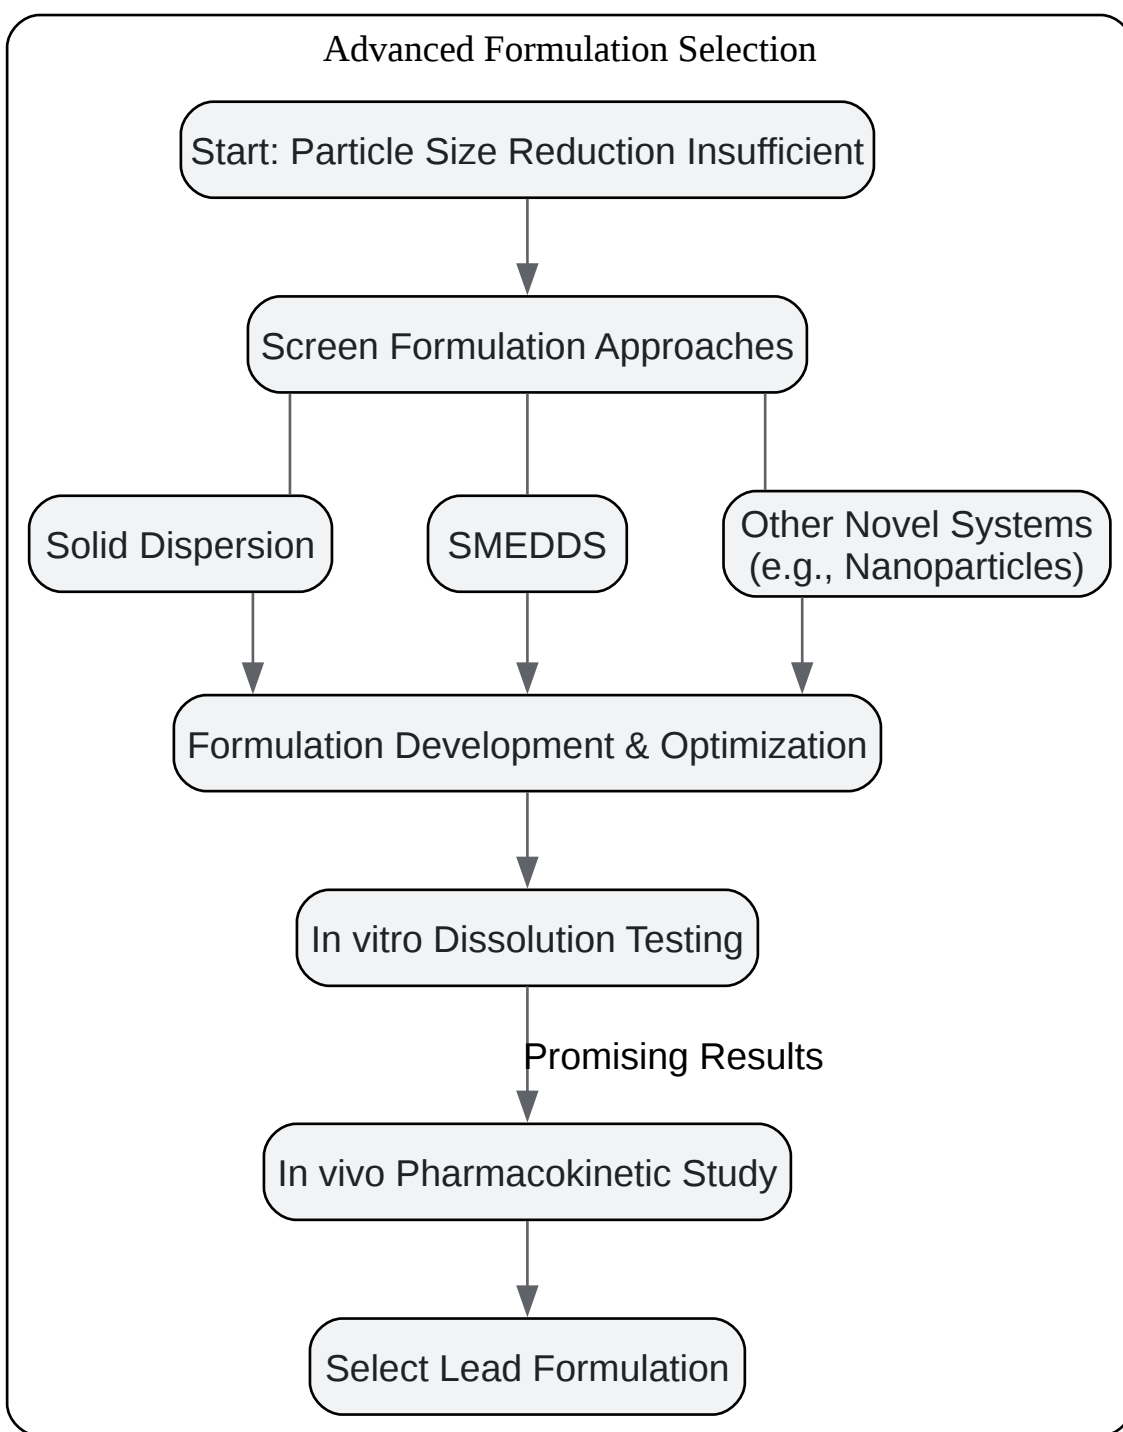 Advanced Formulation Selection
Start: Particle Size Reduction Insufficient
Screen Formulation Approaches
Solid Dispersion
SMEDDS
Other Novel Systems
(e.g., Nanoparticles)
Formulation Development & Optimization
In vitro Dissolution Testing
Promising Results
In vivo Pharmacokinetic Study
Select Lead Formulation